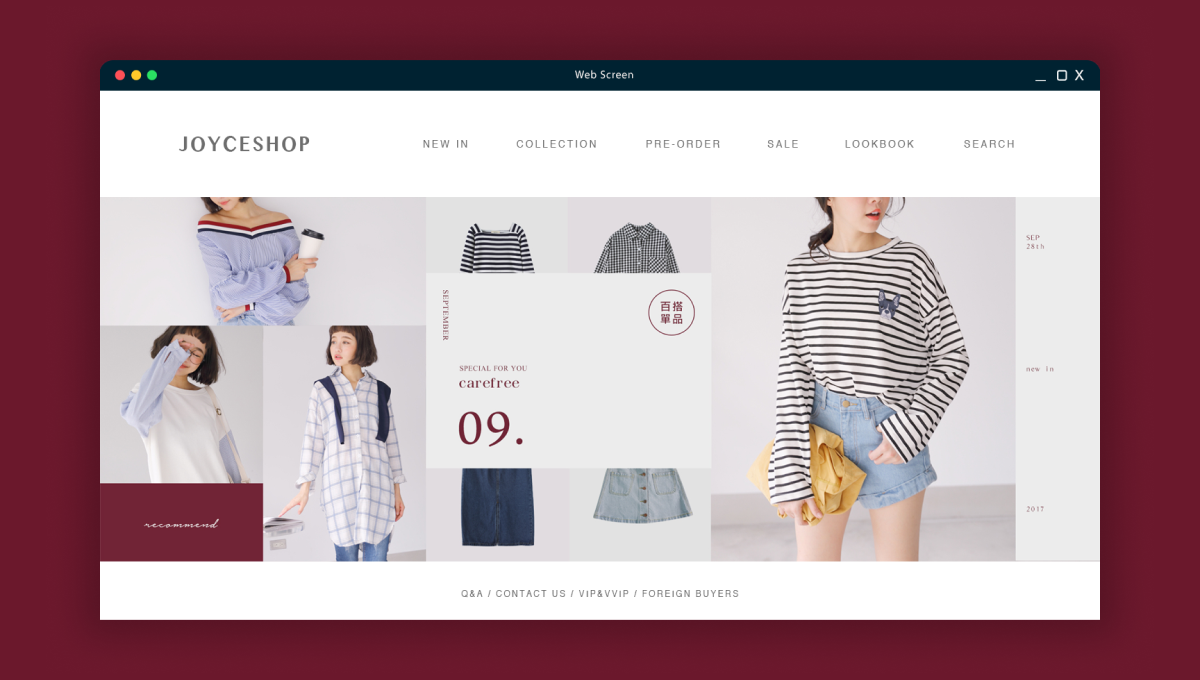 Web Screen
JOYCESHOP
NEW IN
COLLECTION
PRE-ORDER
SALE
LOOKBOOK
SEARCH
SEPTEMBER
百搭
單品
SPECIAL FOR YOU
carefree
09.
recommend
SEP
28th
new in
2017
Q&A / CONTACT US / VIP&VVIP / FOREIGN BUYERS